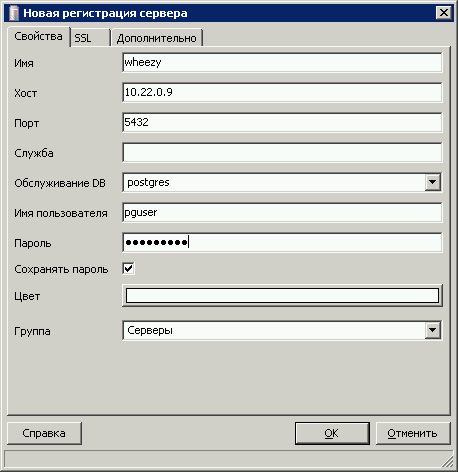 Новая регистрация сервера
Свойства SSL Дополнительно
Имя wheezy
Хост 10.22.0.9
Порт 5432
Служба
Обслуживание DB postgres
Имя пользователя pguser
Пароль ●●●●●●●●●
Сохранять пароль
Цвет
Группа Серверы
Справка OK Отменить